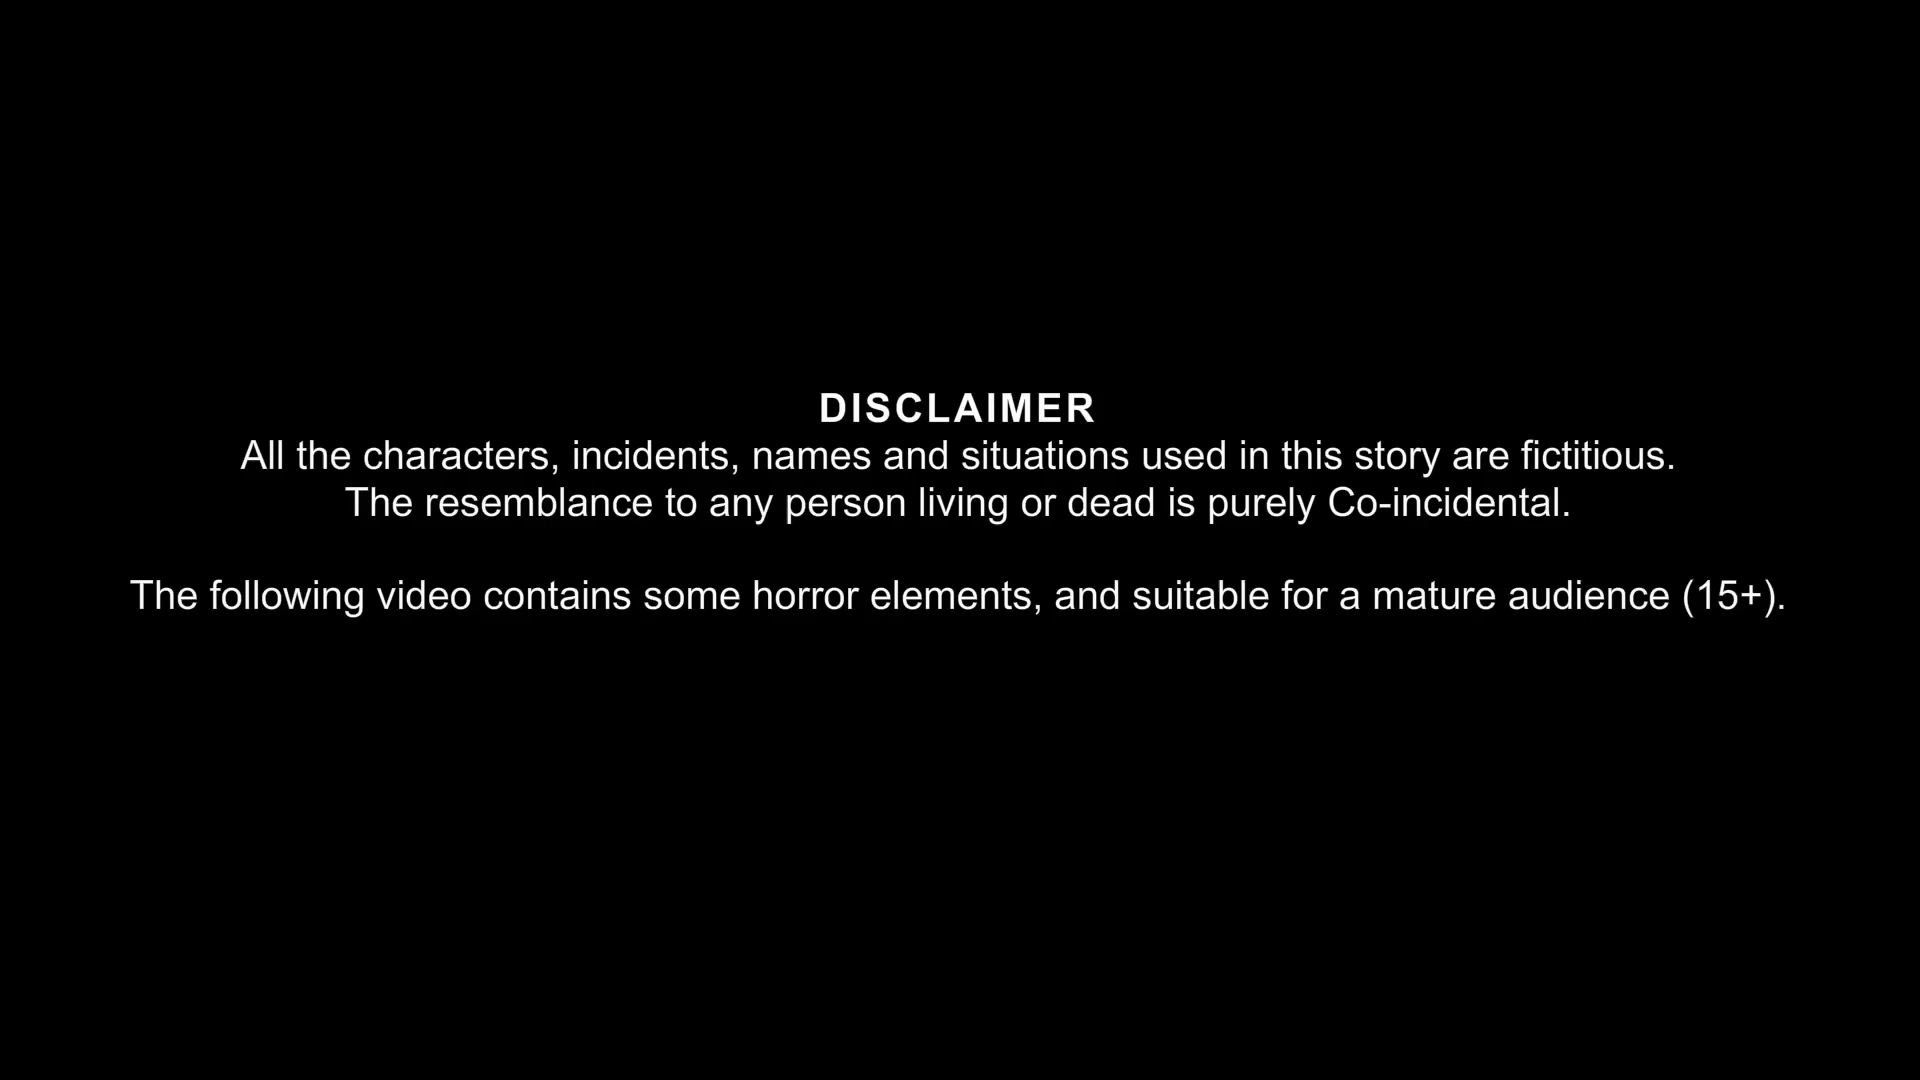 DISCLAIMER
All the characters, incidents, names and situations used in this story are fictitious.
The resemblance to any person living or dead is purely Co-incidental.
The following video contains some horror elements, and suitable for a mature audience (15+).